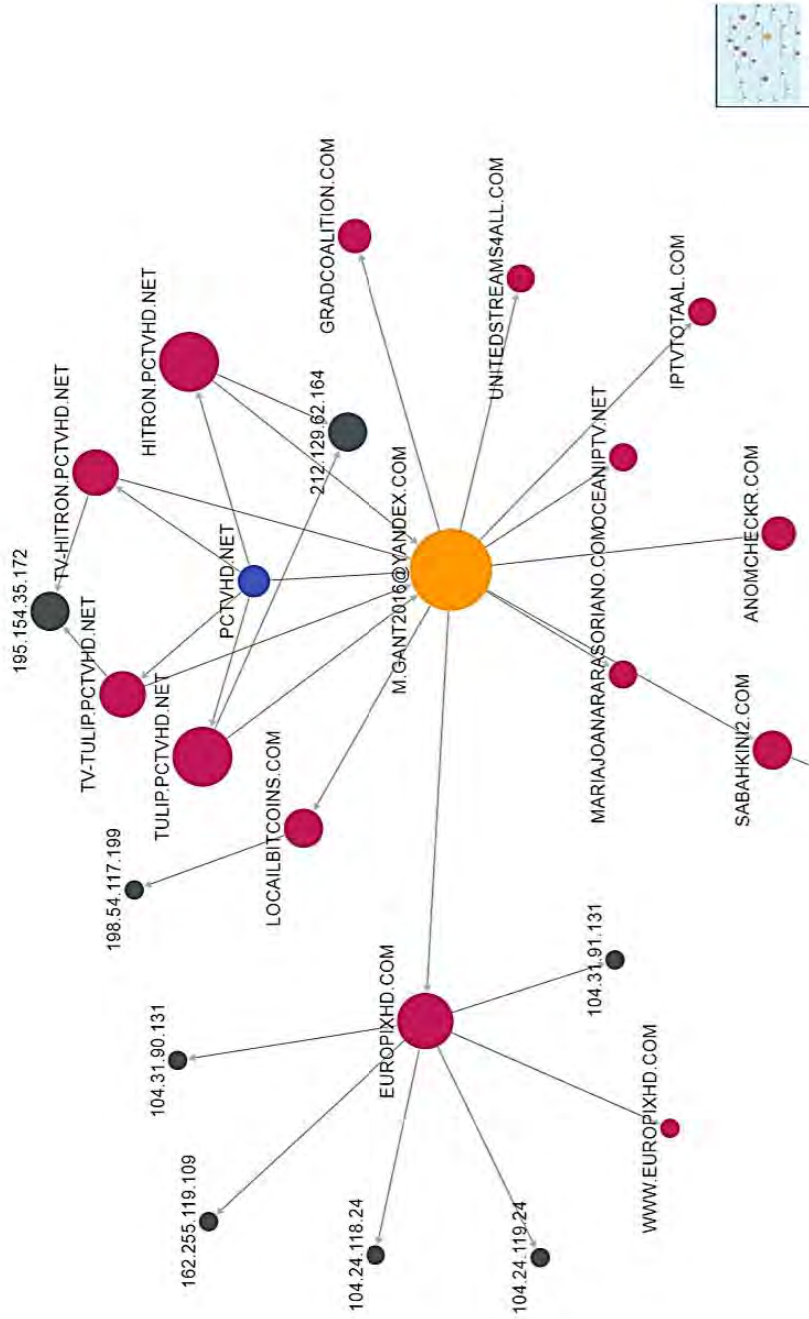 195.154.35.172
TV-HITRON.PCTVHD.NET
TV-TULIP.PCTVHD.NET
198.54.117.199
HITRON.PCTVHD.NET
104.31.90.131
TULIP.PCTVHD.NET
162.255.119.109
PCTVHD.NET
LOCAILBITCOINS.COM
212.129.62.164
GRADCOALITION.COM
104.24.118.24
EUROPIXHD.COM
M.GANT2016@YANDEX.COM
UNITEDSTREAMS4ALL.COM
104.24.119.24
104.31.91.131
MARIAJOANARARASORIANO.COMOCEANIPTV.NET
WWW.EUROPIXHD.COM
IPTVTOTAAL.COM
SABAHKINI2.COM
ANOMCHECKR.COM